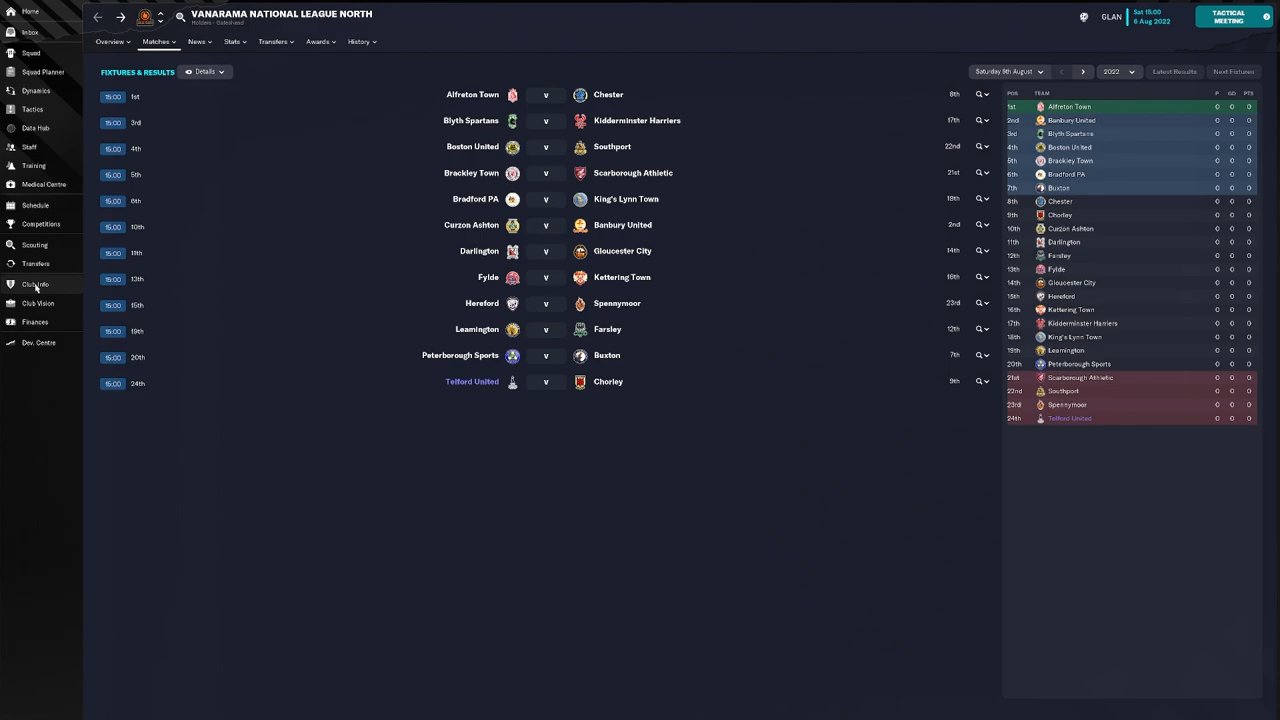 Home
Inbox
Squad
Squad Planner
Dynamics
Tactics
Data Hub
Staff
Training
Medical Centre
Schedule
Competitions
Scouting
Transfers
Club Info
Club Vision
Finances
Dev. Centre
VANARAMA NATIONAL LEAGUE NORTH
Holders - Gateshead
GLAN
Sat 15:00
6 Aug 2022
TACTICAL MEETING
Overview Matches News Stats Transfers Awards History
FIXTURES & RESULTS Details Saturday 6th August 2022 Latest Results Next Fixtures
15:00 1st Alfreton Town v Chester 8th
15:00 3rd Blyth Spartans v Kidderminster Harriers 17th
15:00 4th Boston United v Southport 22nd
15:00 5th Brackley Town v Scarborough Athletic 21st
15:00 6th Bradford PA v King's Lynn Town 18th
15:00 10th Curzon Ashton v Banbury United 2nd
15:00 11th Darlington v Gloucester City 14th
15:00 13th Fylde v Kettering Town 16th
15:00 15th Hereford v Spennymoor 23rd
15:00 19th Leamington v Farsley 12th
15:00 20th Peterborough Sports v Buxton 7th
15:00 24th Telford United v Chorley 9th
POS TEAM P GD PTS
1st Alfreton Town 0 0 0
2nd Banbury United 0 0 0
3rd Blyth Spartans 0 0 0
4th Boston United 0 0 0
5th Brackley Town 0 0 0
6th Bradford PA 0 0 0
7th Buxton 0 0 0
8th Chester 0 0 0
9th Chorley 0 0 0
10th Curzon Ashton 0 0 0
11th Darlington 0 0 0
12th Farsley 0 0 0
13th Fylde 0 0 0
14th Gloucester City 0 0 0
15th Hereford 0 0 0
16th Kettering Town 0 0 0
17th Kidderminster Harriers 0 0 0
18th King's Lynn Town 0 0 0
19th Leamington 0 0 0
20th Peterborough Sports 0 0 0
21st Scarborough Athletic 0 0 0
22nd Southport 0 0 0
23rd Spennymoor 0 0 0
24th Telford United 0 0 0